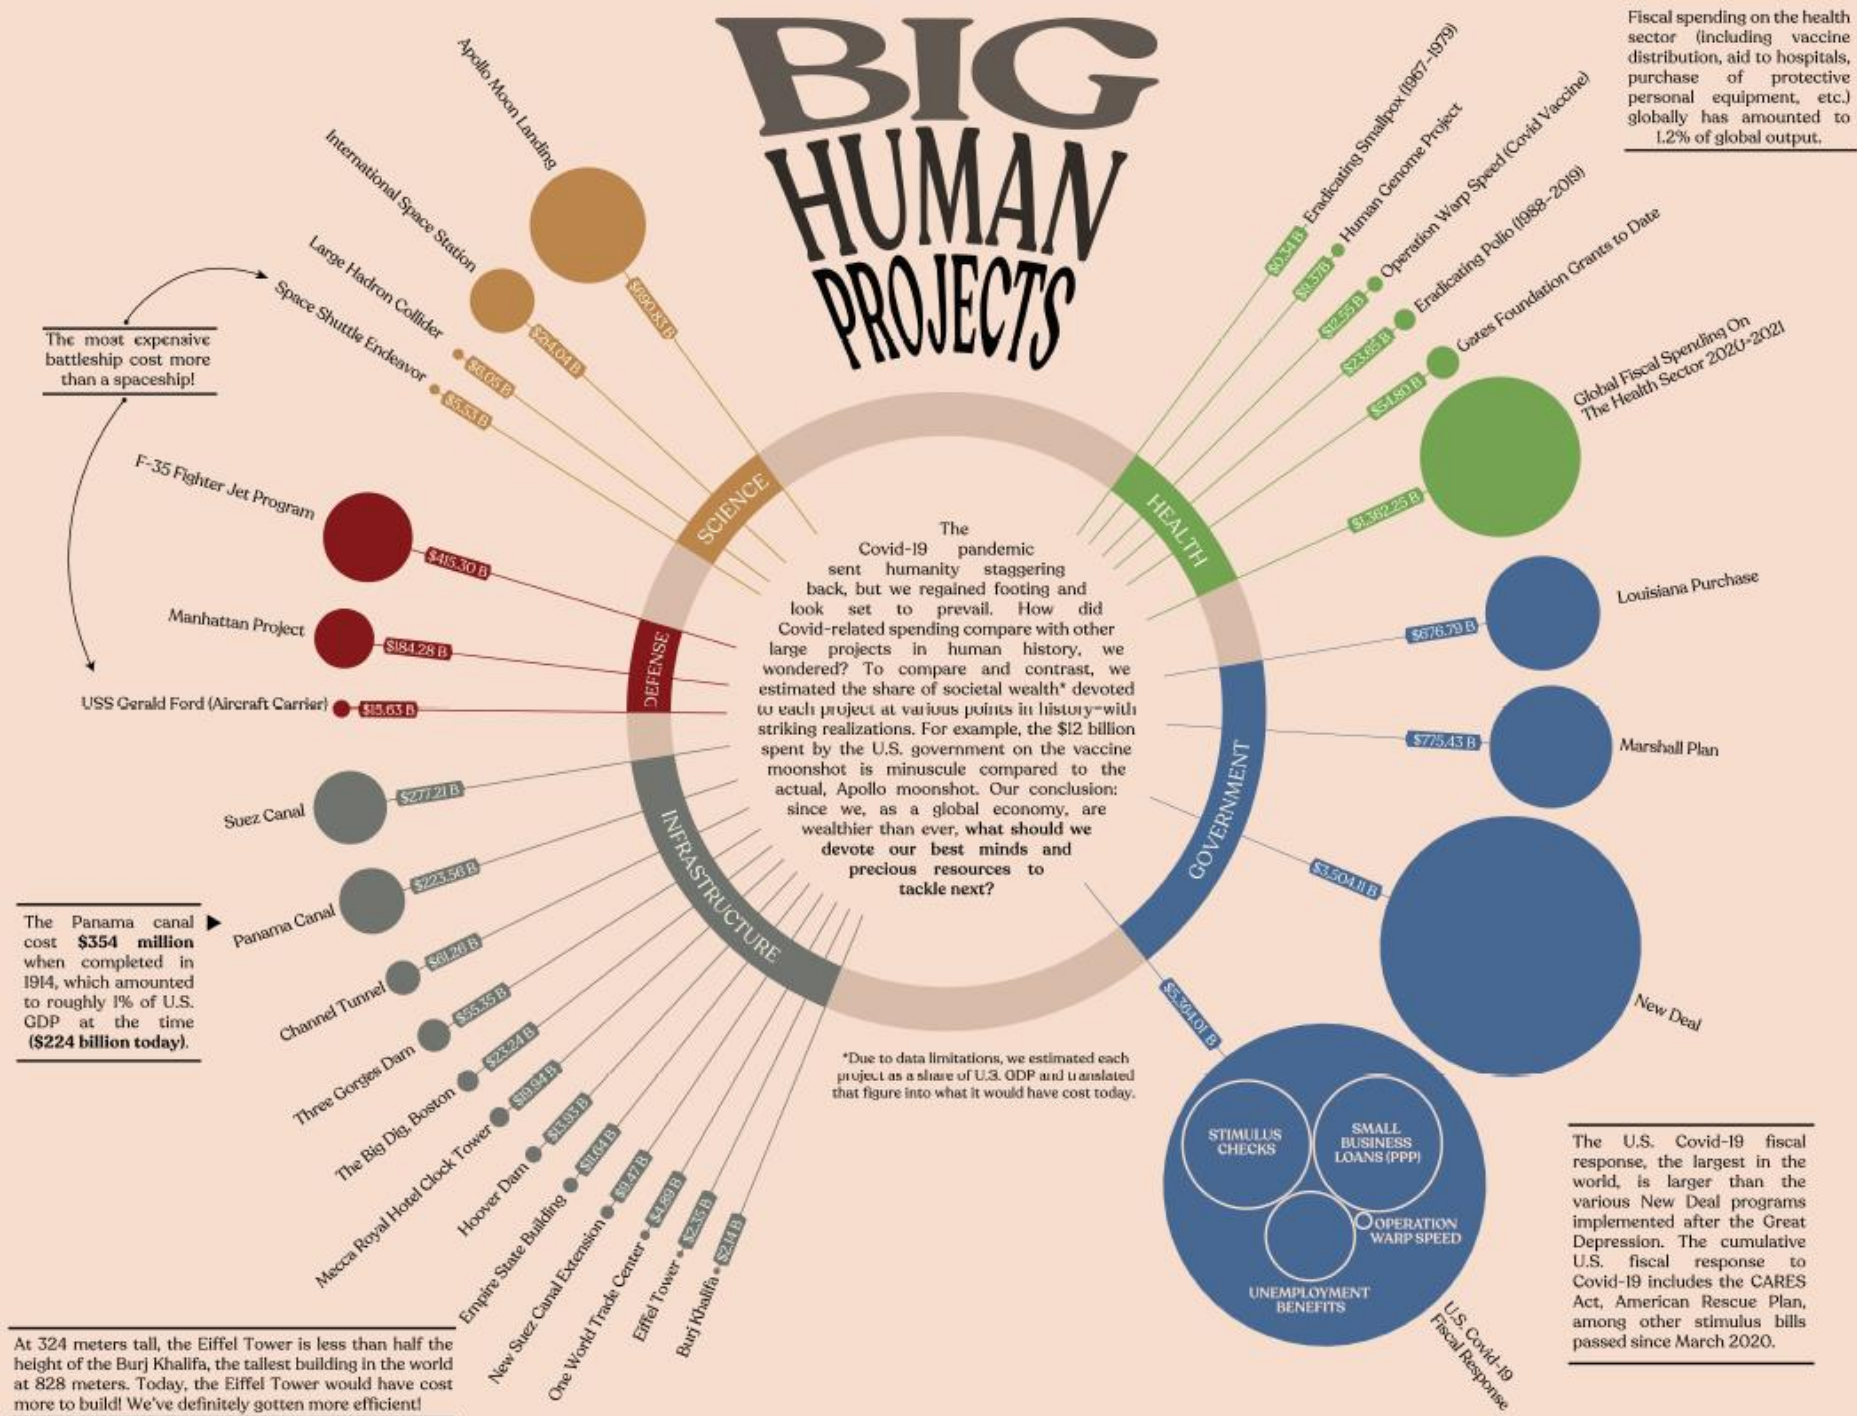 BIG
HUMAN
PROJECTS
Fiscal spending on the health
sector (including vaccine
distribution, aid to hospitals,
purchase of protective
personal equipment, etc.)
globally has amounted to
1.2% of global output.
Apollo Moon Landing
$690.83 B
International Space Station
$214.04 B
Large Hadron Collider
$6.05 B
Space Shuttle Endeavor
$5.53 B
SCIENCE
The most expensive
battleship cost more
than a spaceship!
F-35 Fighter Jet Program
$415.30 B
Manhattan Project
$184.28 B
USS Gerald Ford (Aircraft Carrier)
$15.63 B
DEFENSE
Eradicating Smallpox (1967-1979)
$0.34 B
Human Genome Project
$9.37B
Operation Warp Speed (Covid Vaccine)
$12.55 B
Eradicating Polio (1988-2019)
$23.65 B
Gates Foundation Grants to Date
$54.80 B
Global Fiscal Spending On
The Health Sector 2020-2021
$1,362.25 B
HEALTH
The
Covid-19 pandemic
sent humanity staggering
back, but we regained footing and
look set to prevail. How did
Covid-related spending compare with other
large projects in human history, we
wondered? To compare and contrast, we
estimated the share of societal wealth* devoted
to each project at various points in history-with
striking realizations. For example, the $12 billion
spent by the U.S. government on the vaccine
moonshot is minuscule compared to the
actual, Apollo moonshot. Our conclusion:
since we, as a global economy, are
wealthier than ever, what should we
devote our best minds and
precious resources to
tackle next?
Louisiana Purchase
$676.79 B
Marshall Plan
$775.43 B
New Deal
$3,504.11 B
GOVERNMENT
$5,364.01 B
STIMULUS
CHECKS
SMALL
BUSINESS
LOANS (PPP)
OPERATION
WARP SPEED
UNEMPLOYMENT
BENEFITS
U.S. Covid-19
Fiscal Response
Suez Canal
$277.21 B
Panama Canal
$223.56 B
Channel Tunnel
$61.26 B
Three Gorges Dam
$55.35 B
The Big Dig, Boston
$23.24 B
Mecca Royal Hotel Clock Tower
$19.94 B
Hoover Dam
$13.93 B
Empire State Building
$11.64 B
New Suez Canal Extension
$9.47 B
One World Trade Center
$4.89 B
Eiffel Tower
$2.35 B
Burj Khalifa
$2.14 B
INFRASTRUCTURE
The Panama canal
cost $354 million
when completed in
1914, which amounted
to roughly 1% of U.S.
GDP at the time
($224 billion today).
*Due to data limitations, we estimated each
project as a share of U.S. GDP and translated
that figure into what it would have cost today.
The U.S. Covid-19 fiscal
response, the largest in the
world, is larger than the
various New Deal programs
implemented after the Great
Depression. The cumulative
U.S. fiscal response to
Covid-19 includes the CARES
Act, American Rescue Plan,
among other stimulus bills
passed since March 2020.
At 324 meters tall, the Eiffel Tower is less than half the
height of the Burj Khalifa, the tallest building in the world
at 828 meters. Today, the Eiffel Tower would have cost
more to build! We've definitely gotten more efficient!